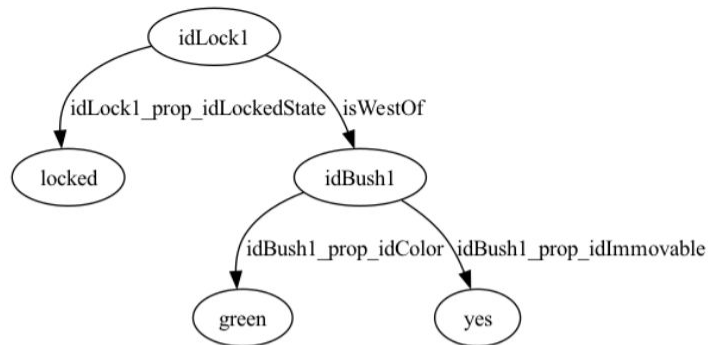 idLock1
idLock1_prop_idLockedState isWestOf
locked idBush1
idBush1_prop_idColor idBush1_prop_idImmovable
green yes